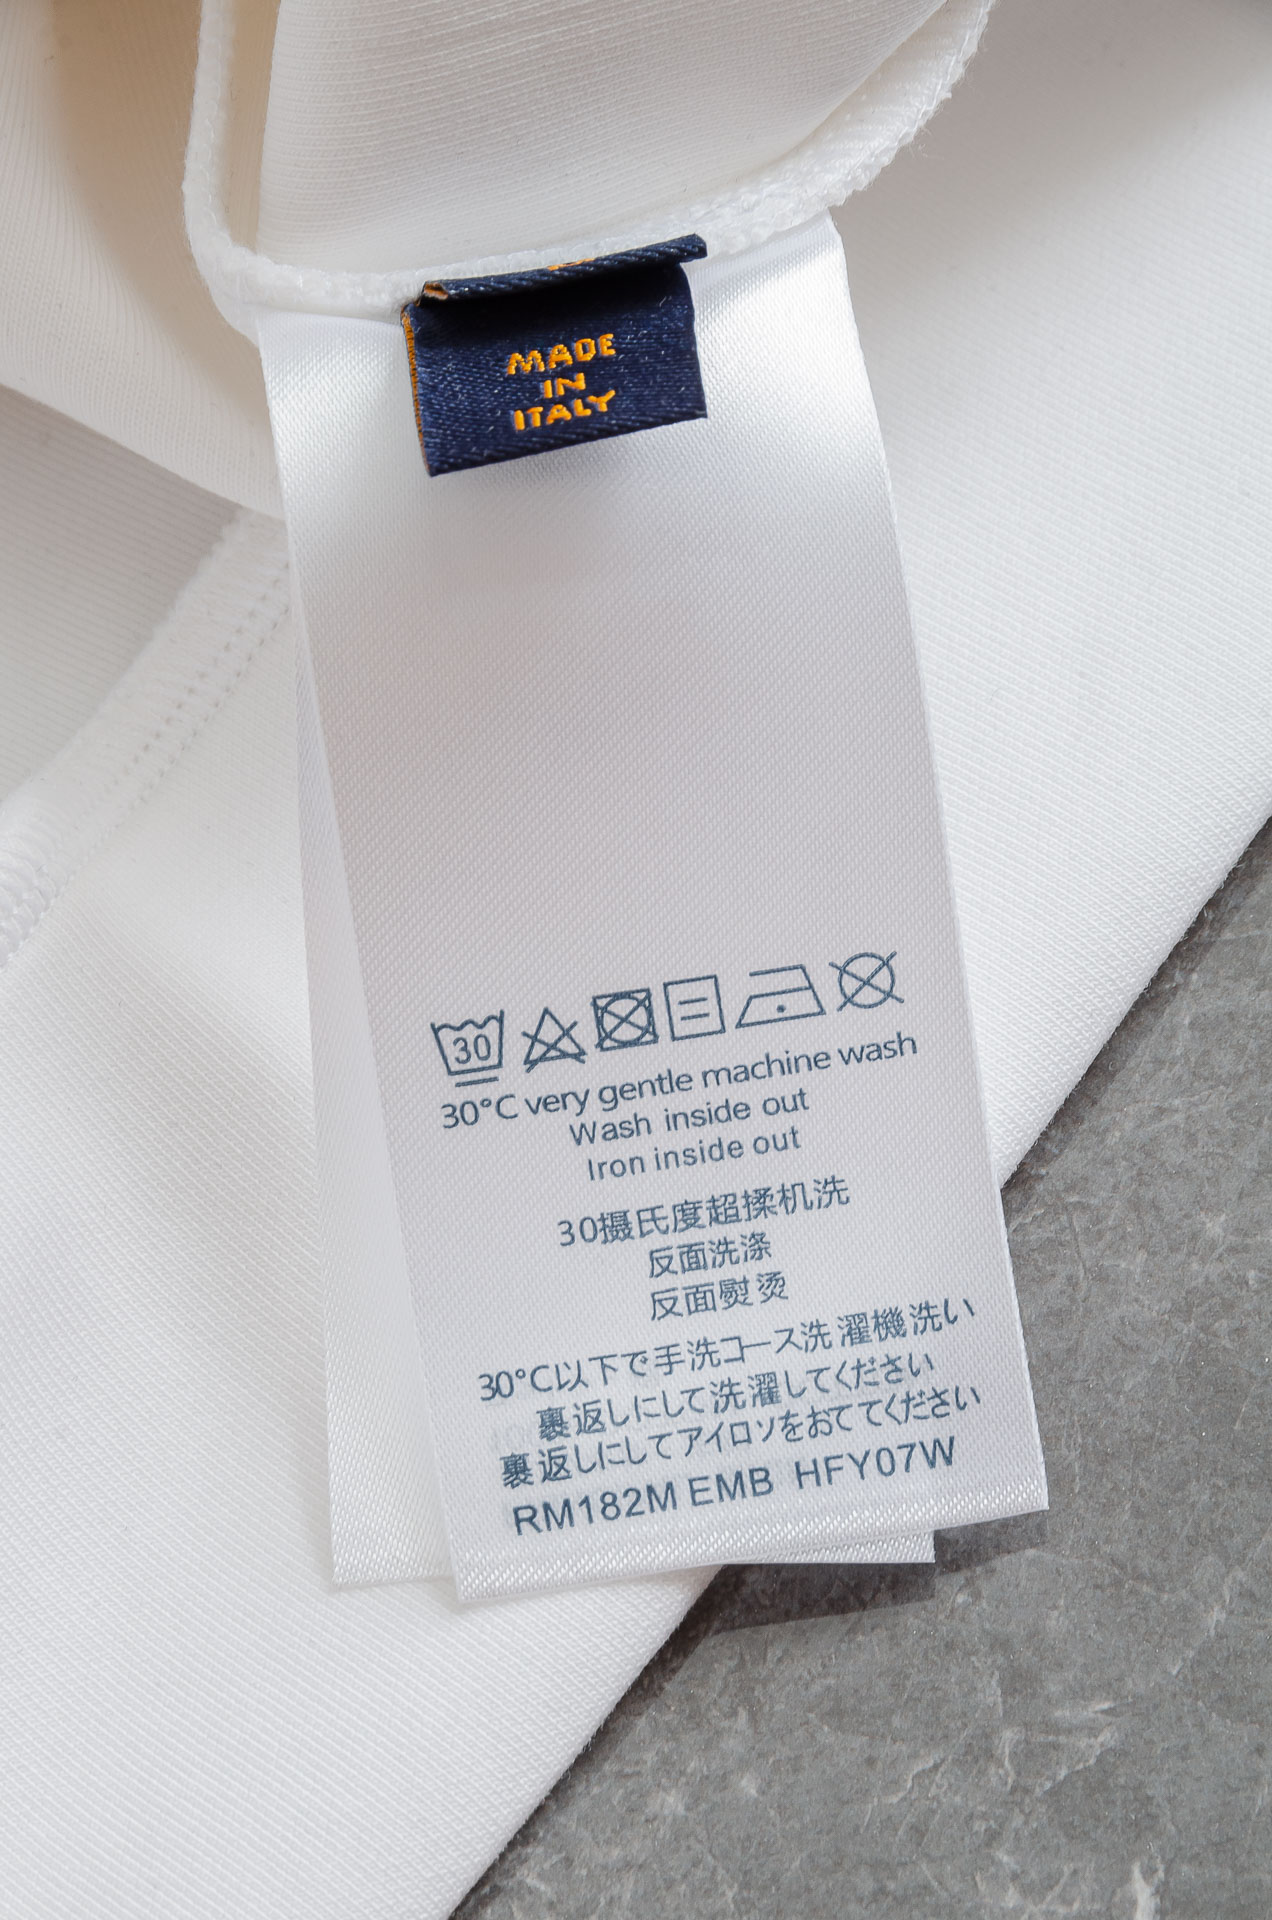 MADE
IN
ITALY
30
30°C very gentle machine wash
Wash inside out
Iron inside out
30摄氏度超揉机洗
反面洗涤
反面熨烫
30°C以下で手洗コース洗濯機洗い
裏返しにして洗濯してください
裏返しにしてアイロソをおててください
RM182M EMB HFY07W